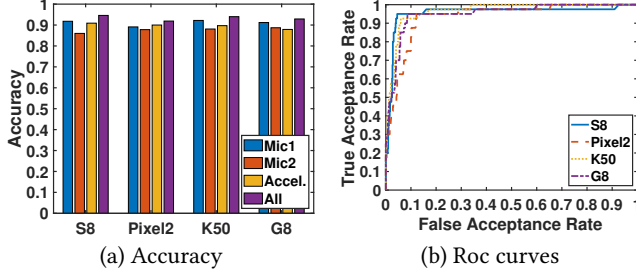 1
0.9
0.8
0.7
0.6
0.5
0.4
0.3
0.2
0.1
0
Accuracy
Mic1
Mic2
Accel.
All
S8 Pixel2 K50 G8
(a) Accuracy
1
0.9
0.8
0.7
0.6
0.5
0.4
0.3
0.2
0.1
0
True Acceptance Rate
S8
Pixel2
K50
G8
0 0.1 0.2 0.3 0.4 0.5 0.6 0.7 0.8 0.9 1
False Acceptance Rate
(b) Roc curves